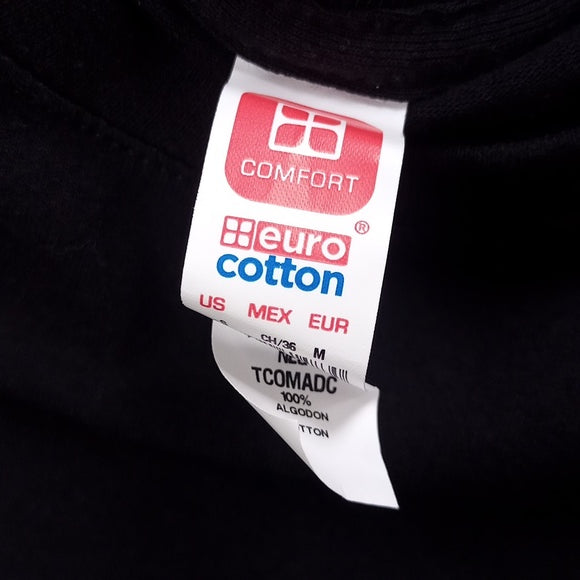 COMFORT
euro®
cotton
US MEX EUR
CH/36 M
TCOMADC
100%
ALGODON